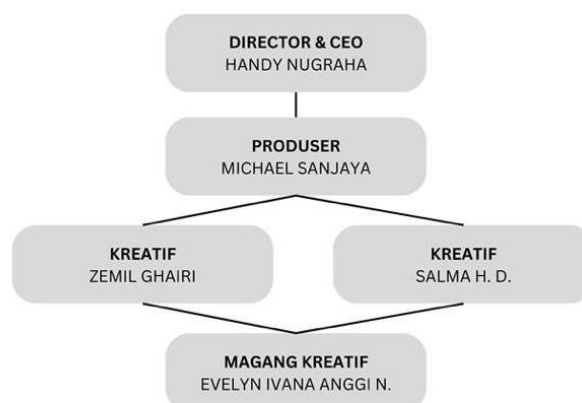 DIRECTOR & CEO
HANDY NUGRAHA
PRODUSER
MICHAEL SANJAYA
KREATIF
ZEMIL GHAIRI
KREATIF
SALMA H. D.
MAGANG KREATIF
EVELYN IVANA ANGGI N.